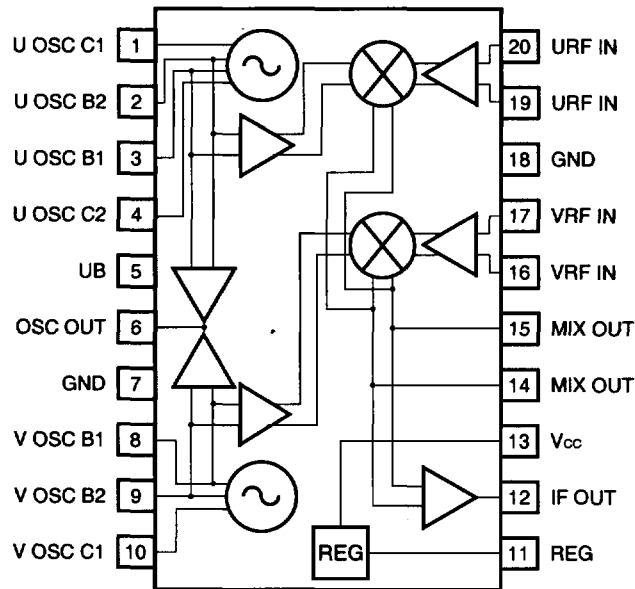 U OSC C1 1
U OSC B2 2
U OSC B1 3
U OSC C2 4
UB 5
OSC OUT 6
GND 7
V OSC B1 8
V OSC B2 9
V OSC C1 10
20 URF IN
19 URF IN
18 GND
17 VRF IN
16 VRF IN
15 MIX OUT
14 MIX OUT
13 Vcc
12 IF OUT
11 REG
REG